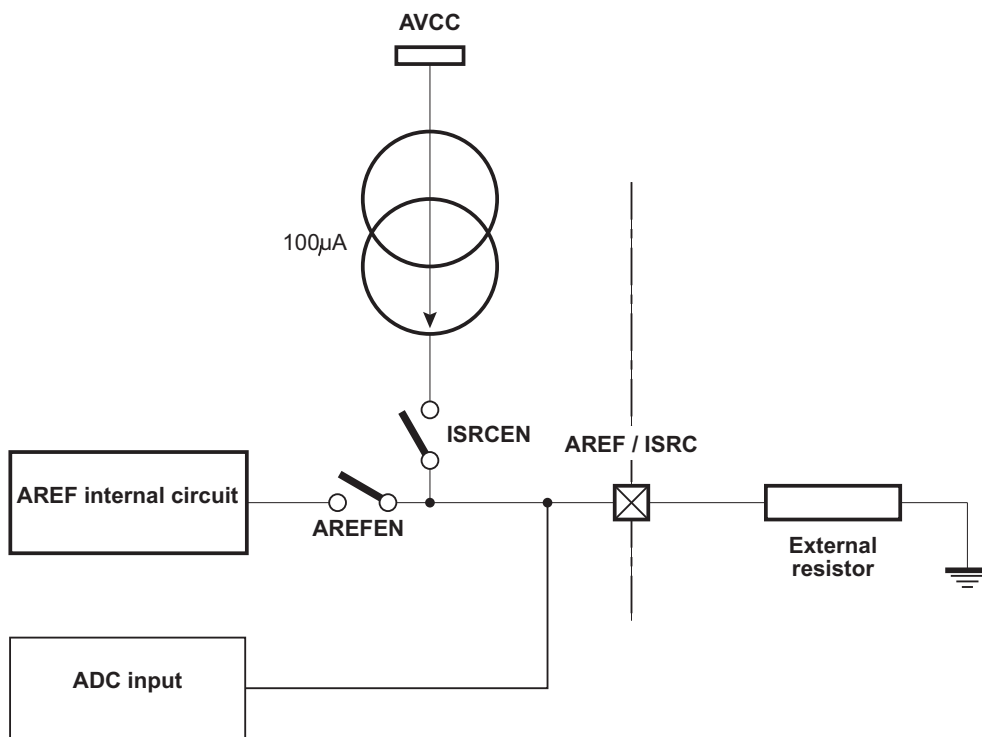 AVCC
100µA
ISRCEN
AREF / ISRC
AREF internal circuit
AREFEN
External
resistor
ADC input